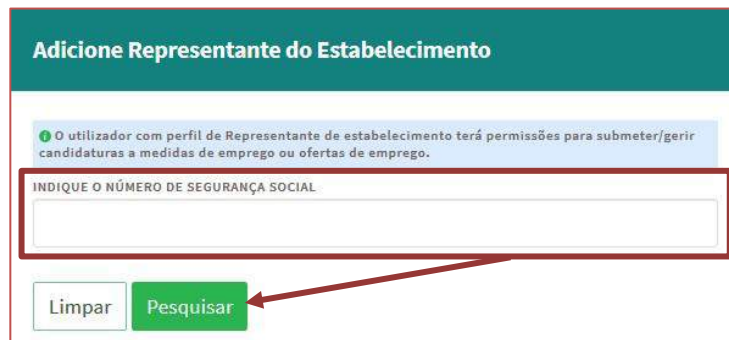 Adicione Representante do Estabelecimento
O utilizador com perfil de Representante de estabelecimento terá permissões para submeter/gerir
candidaturas a medidas de emprego ou ofertas de emprego.
INDIQUE O NÚMERO DE SEGURANÇA SOCIAL
Limpar Pesquisar